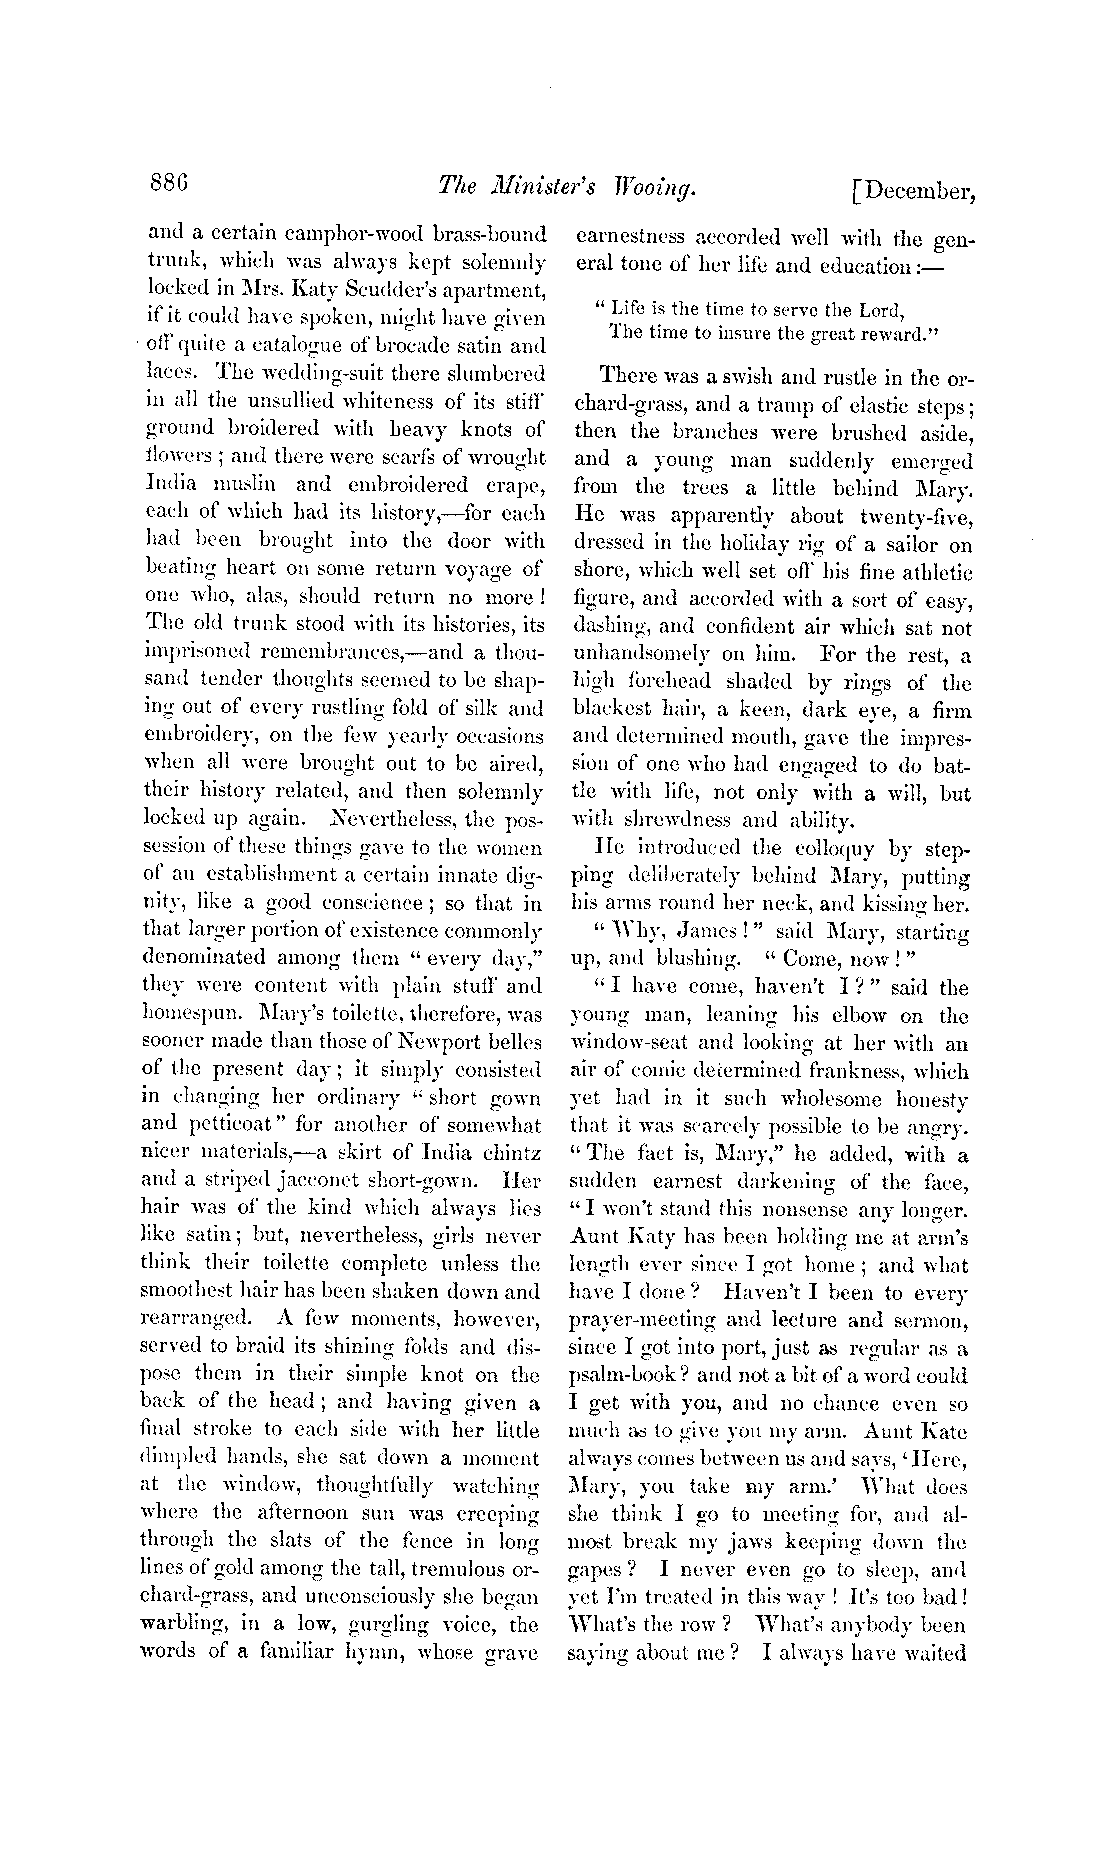 886 The Minister's Wooing. [December,
and a certain camphor-wood brass-bound
trunk, which was always kept solemnly
locked in Mrs. Katy Scudder's apartment,
if it could have spoken, might have given
off quite a catalogue of brocade satin and
laces. The wedding-suit there slumbered
in all the unsullied whiteness of its stiff
ground broidered with heavy knots of
flowers; and there were scarfs of wrought
India muslin and embroidered crape,
each of which had its history,—for each
had been brought into the door with
beating heart on some return voyage of
one who, alas, should return no more!
The old trunk stood with its histories, its
imprisoned remembrances,—and a thou-
sand tender thoughts seemed to be shap-
ing out of every rustling fold of silk and
embroidery, on the few yearly occasions
when all were brought out to be aired,
their history related, and then solemnly
locked up again. Nevertheless, the pos-
session of these things gave to the women
of an establishment a certain innate dig-
nity, like a good conscience; so that in
that larger portion of existence commonly
denominated among them "every day,"
they were content with plain stuff and
homespun. Mary's toilette, therefore, was
sooner made than those of Newport belles
of the present day; it simply consisted
in changing her ordinary "short gown
and petticoat" for another of somewhat
nicer materials,—a skirt of India chintz
and a striped jacconet short-gown. Her
hair was of the kind which always lies
like satin; but, nevertheless, girls never
think their toilette complete unless the
smoothest hair has been shaken down and
rearranged. A few moments, however,
served to braid its shining folds and dis-
pose them in their simple knot on the
back of the head; and having given a
final stroke to each side with her little
dimpled hands, she sat down a moment
at the window, thoughtfully watching
where the afternoon sun was creeping
through the slats of the fence in long
lines of gold among the tall, tremulous or-
chard-grass, and unconsciously she began
warbling, in a low, gurgling voice, the
words of a familiar hymn, whose grave
earnestness accorded well with the gen-
eral tone of her life and education:—
"Life is the time to serve the Lord,
The time to insure the great reward."
There was a swish and rustle in the or-
chard-grass, and a tramp of elastic steps;
then the branches were brushed aside,
and a young man suddenly emerged
from the trees a little behind Mary.
He was apparently about twenty-five,
dressed in the holiday rig of a sailor on
shore, which well set off his fine athletic
figure, and accorded with a sort of easy,
dashing, and confident air which sat not
unhandsomely on him. For the rest, a
high forehead shaded by rings of the
blackest hair, a keen, dark eye, a firm
and determined mouth, gave the impres-
sion of one who had engaged to do bat-
tle with life, not only with a will, but
with shrewdness and ability.
He introduced the colloquy by step-
ping deliberately behind Mary, putting
his arms round her neck, and kissing her.
"Why, James!" said Mary, starting
up, and blushing. "Come, now!"
"I have come, haven't I?" said the
young man, leaning his elbow on the
window-seat and looking at her with an
air of comic determined frankness, which
yet had in it such wholesome honesty
that it was scarcely possible to be angry.
"The fact is, Mary," he added, with a
sudden earnest darkening of the face,
"I won't stand this nonsense any longer.
Aunt Katy has been holding me at arm's
length ever since I got home; and what
have I done? Haven't I been to every
prayer-meeting and lecture and sermon,
since I got into port, just as regular as a
psalm-book? and not a bit of a word could
I get with you, and no chance even so
much as to give you my arm. Aunt Kate
always comes between us and says, 'Here,
Mary, you take my arm.' What does
she think I go to meeting for, and al-
most break my jaws keeping down the
gapes? I never even go to sleep, and
yet I'm treated in this way! It's too bad!
What's the row? What's anybody been
saying about me? I always have waited